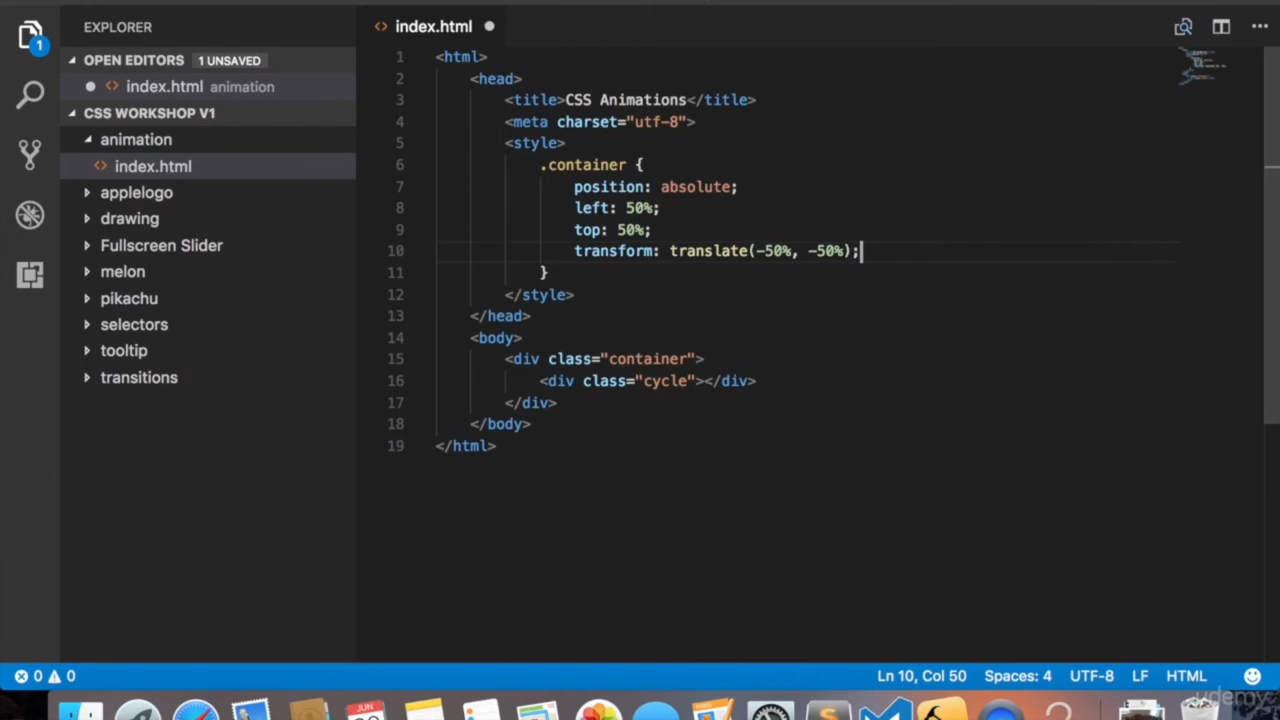 EXPLORER
OPEN EDITORS 1 UNSAVED
index.html animation
CSS WORKSHOP V1
animation
index.html
applelogo
drawing
Fullscreen Slider
melon
pikachu
selectors
tooltip
transitions
1
index.html
1 <html>
2 <head>
3 <title>CSS Animations</title>
4 <meta charset="utf-8">
5 <style>
6 .container {
7 position: absolute;
8 left: 50%;
9 top: 50%;
10 transform: translate(-50%, -50%);
11 }
12 </style>
13 </head>
14 <body>
15 <div class="container">
16 <div class="cycle"></div>
17 </div>
18 </body>
19 </html>
0 0
Ln 10, Col 50 Spaces: 4 UTF-8 LF HTML
udemy
JUN